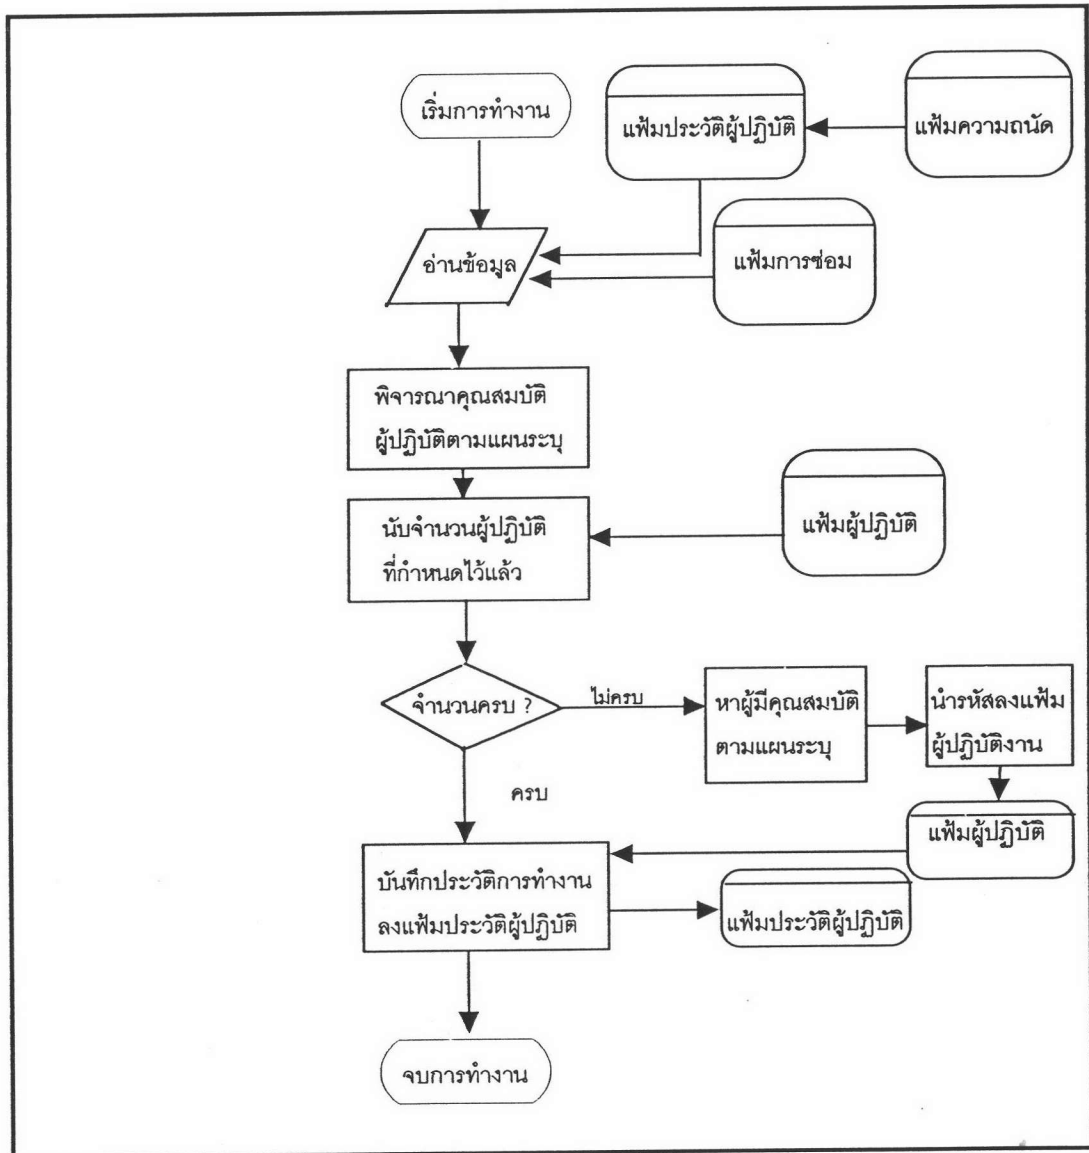 เริ่มการทำงาน
แฟ้มประวัติผู้ปฏิบัติ
แฟ้มความถนัด
อ่านข้อมูล
แฟ้มการซ่อม
พิจารณาคุณสมบัติ
ผู้ปฏิบัติตามแผนระบุ
นับจำนวนผู้ปฏิบัติ
ที่กำหนดไว้แล้ว
แฟ้มผู้ปฏิบัติ
จำนวนครบ ?
ไม่ครบ
หาผู้มีคุณสมบัติ
ตามแผนระบุ
นำรหัสลงแฟ้ม
ผู้ปฏิบัติงาน
ครบ
แฟ้มผู้ปฏิบัติ
บันทึกประวัติการทำงาน
ลงแฟ้มประวัติผู้ปฏิบัติ
แฟ้มประวัติผู้ปฏิบัติ
จบการทำงาน